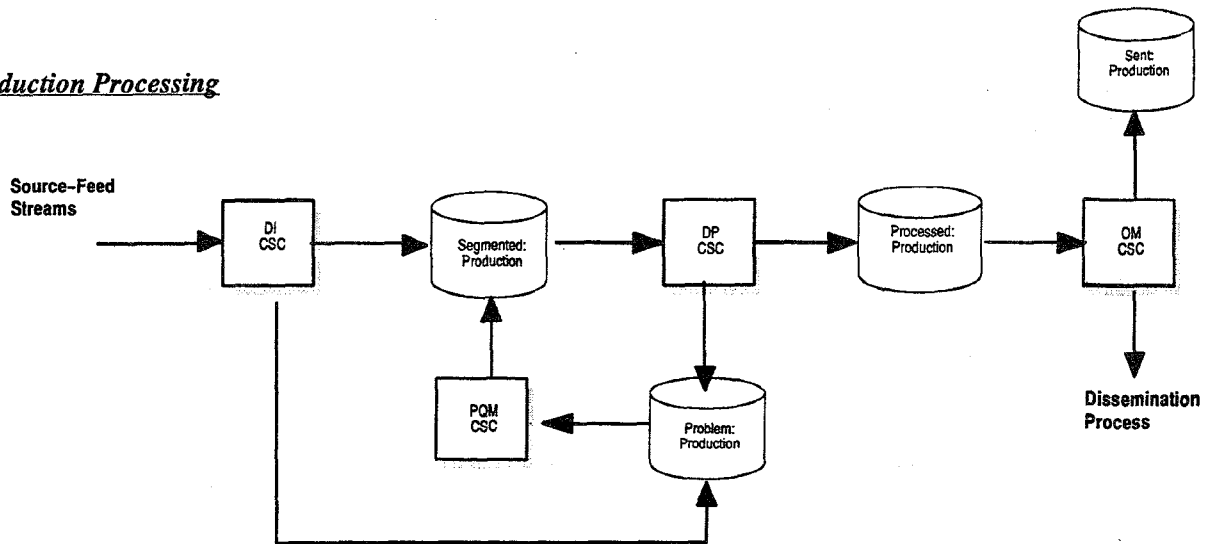 duction Processing
Sent:
Production
Source-Feed
Streams
DI
CSC
Segmented:
Production
DP
CSC
Processed:
Production
OM
CSC
PQM
CSC
Problem:
Production
Dissemination
Process